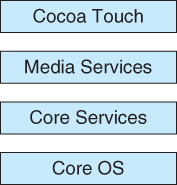 Cocoa Touch
Media Services
Core Services
Core OS